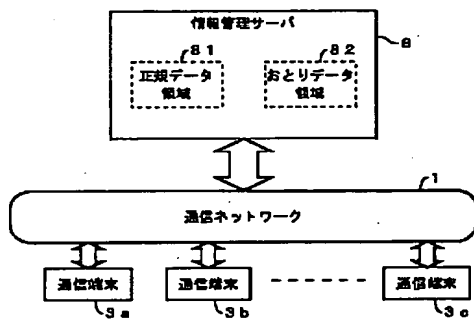 情報管理サーバ
8
81
82
正規データ
領域
おとりデータ
領域
1
通信ネットワーク
通信端末
通信端末
通信端末
3a
3b
3c